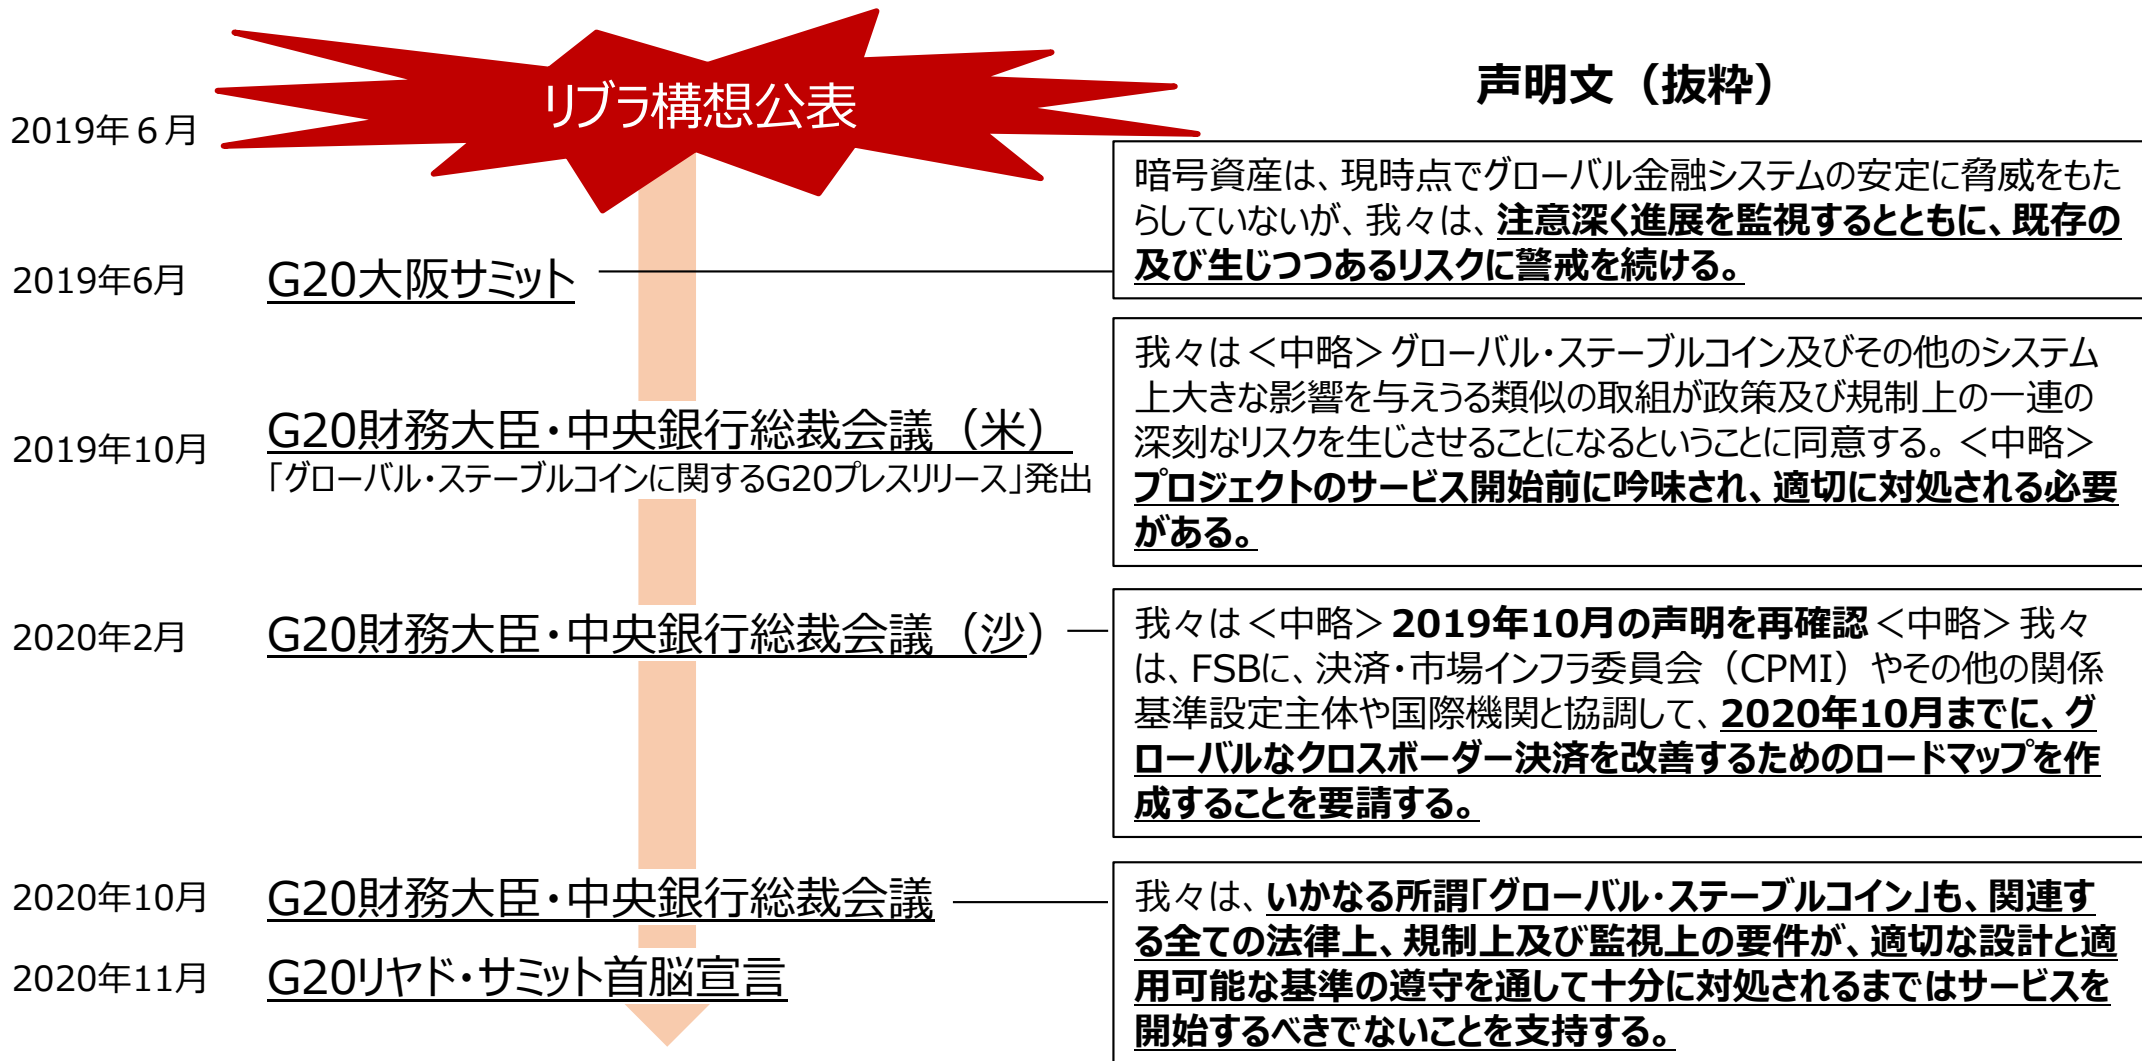 リブラ構想公表
声明文（抜粋）
2019年６月
暗号資産は、現時点でグローバル金融システムの安定に脅威をもた
らしていないが、我々は、注意深く進展を監視するとともに、既存の
及び生じつつあるリスクに警戒を続ける。
2019年6月
G20大阪サミット
我々は＜中略＞グローバル・ステーブルコイン及びその他のシステム
上大きな影響を与えうる類似の取組が政策及び規制上の一連の
深刻なリスクを生じさせることになるということに同意する。＜中略＞
プロジェクトのサービス開始前に吟味され、適切に対処される必要
がある。
2019年10月
G20財務大臣・中央銀行総裁会議（米）
「グローバル・ステーブルコインに関するG20プレスリリース」発出
2020年2月
G20財務大臣・中央銀行総裁会議（沙）
我々は＜中略＞2019年10月の声明を再確認＜中略＞我々
は、FSBに、決済・市場インフラ委員会（CPMI）やその他の関係
基準設定主体や国際機関と協調して、2020年10月までに、グ
ローバルなクロスボーダー決済を改善するためのロードマップを作
成することを要請する。
2020年10月
G20財務大臣・中央銀行総裁会議
我々は、いかなる所謂「グローバル・ステーブルコイン」も、関連す
る全ての法律上、規制上及び監視上の要件が、適切な設計と適
用可能な基準の遵守を通して十分に対処されるまではサービスを
開始するべきでないことを支持する。
2020年11月
G20リヤド・サミット首脳宣言